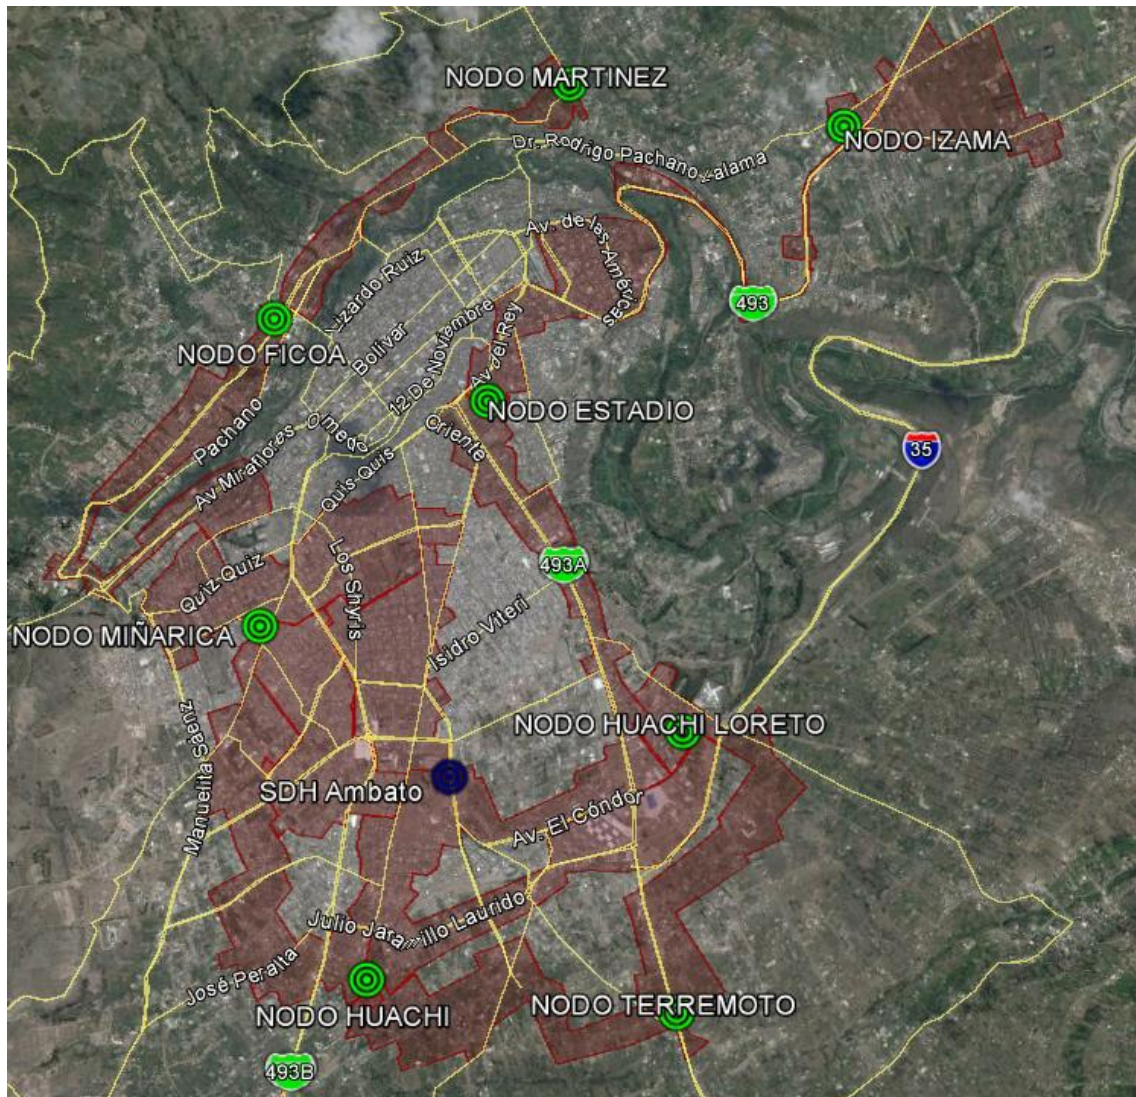 NODO MARTINEZ
Dr. Rodrigo Pachano
NODO IZAMA
Av. de las Américas
Lizardo Ruiz
493
Bolívar
12 De Noviembre
Av del Rey
NODO FICOA
NODO ESTADIO
Pachano
Olmedo
Av Miraflores
Quis Quis
35
493A
Quiz Quiz
Los Shyris
NODO MIÑARICA
Isidro Viteri
Manuelita Saenz
NODO HUACHI LORETO
SDH Ambato
Av. El Cóndor
Julio Jaramillo Laurido
José Peralta
NODO HUACHI
NODO TERREMOTO
493B